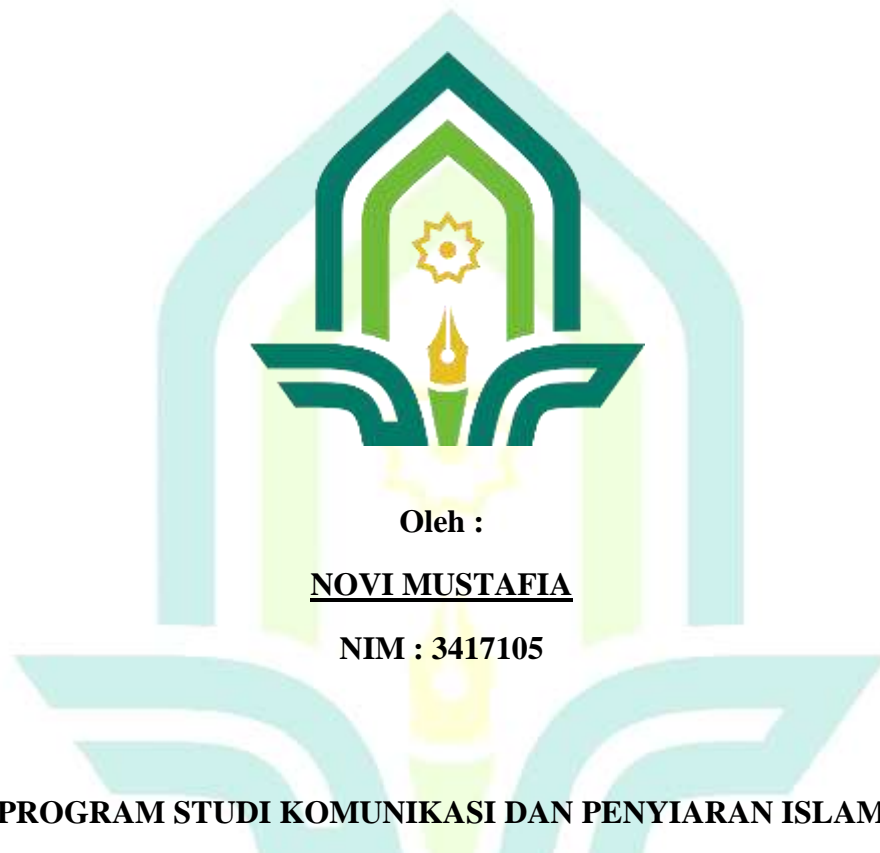 Oleh :
NOVI MUSTAFIA
NIM : 3417105
PROGRAM STUDI KOMUNIKASI DAN PENYIARAN ISLAM